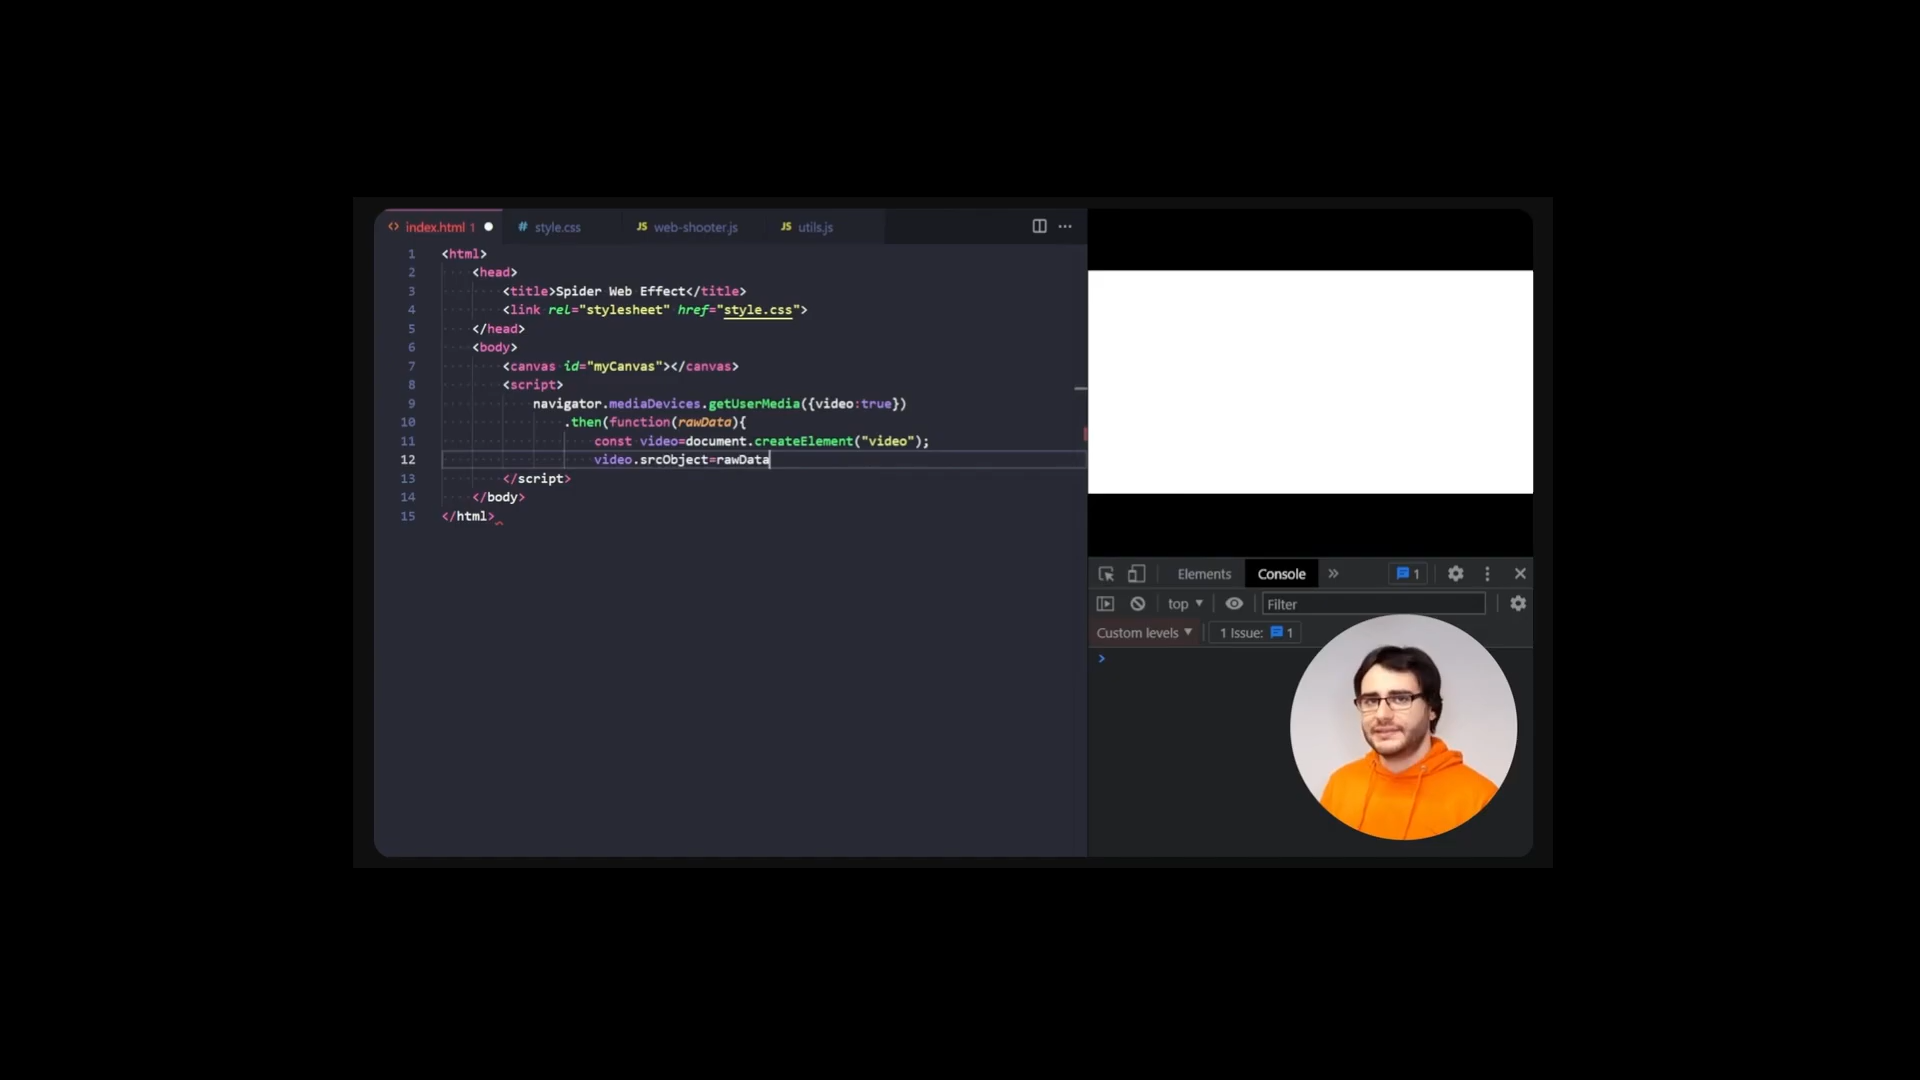 index.html 1 style.css JS web-shooter.js JS utils.js
1 <html>
2 <head>
3 <title>Spider Web Effect</title>
4 <link rel="stylesheet" href="style.css">
5 </head>
6 <body>
7 <canvas id="myCanvas"></canvas>
8 <script>
9 navigator.mediaDevices.getUserMedia({video:true})
10 .then(function(rawData){
11 const video=document.createElement("video");
12 video.srcObject=rawData
13 </script>
14 </body>
15 </html>
Elements Console 1
top Filter
Custom levels 1 Issue: 1